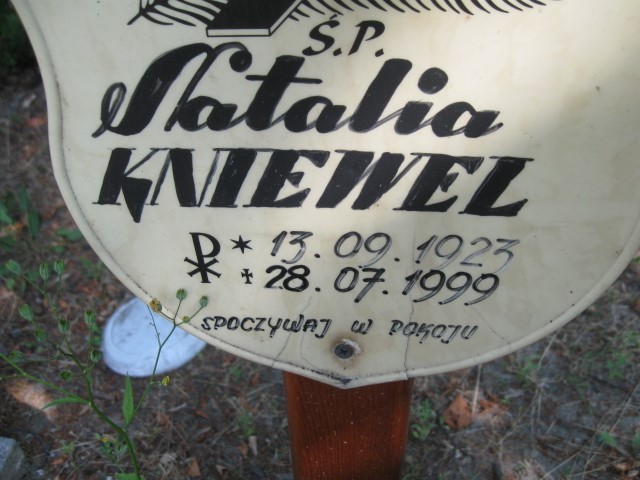 Ś.P.
Natalia
KNIEWEL
* 13.09.1923
✝ 28.07.1999
SPOCZYWAJ W POKOJU